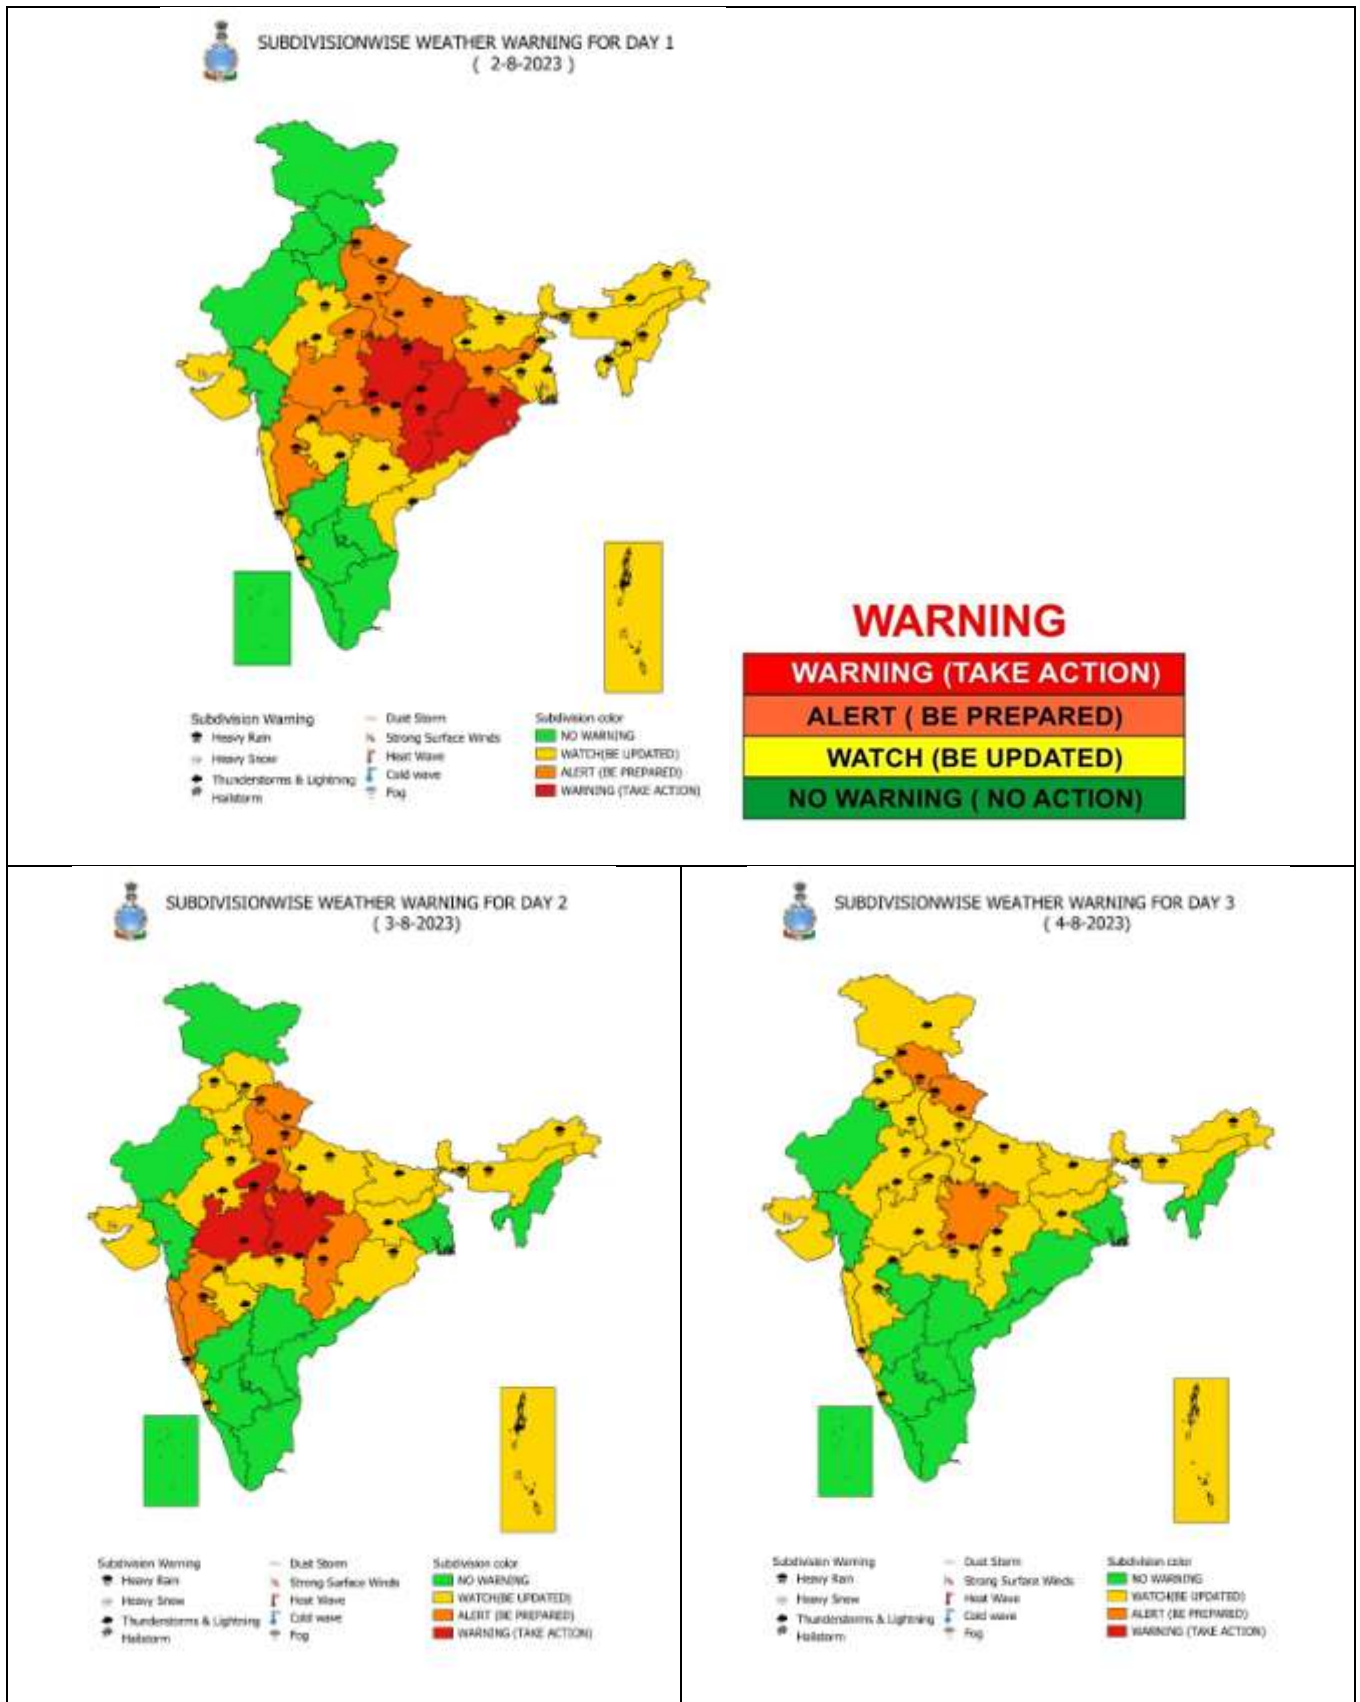 SUBDIVISIONWISE WEATHER WARNING FOR DAY 1
( 2-8-2023 )
Subdivision Warning
Heavy Rain
Heavy Snow
Thunderstorms & Lightning
Hailstorm
Dust Storm
Strong Surface Winds
Heat Wave
Cold wave
Fog
Subdivision color
NO WARNING
WATCH(BE UPDATED)
ALERT (BE PREPARED)
WARNING (TAKE ACTION)
WARNING
WARNING (TAKE ACTION)
ALERT ( BE PREPARED)
WATCH (BE UPDATED)
NO WARNING ( NO ACTION)
SUBDIVISIONWISE WEATHER WARNING FOR DAY 2
( 3-8-2023)
Subdivision Warning
Heavy Rain
Heavy Snow
Thunderstorms & Lightning
Hailstorm
Dust Storm
Strong Surface Winds
Heat Wave
Cold wave
Fog
Subdivision color
NO WARNING
WATCH(BE UPDATED)
ALERT (BE PREPARED)
WARNING (TAKE ACTION)
SUBDIVISIONWISE WEATHER WARNING FOR DAY 3
( 4-8-2023)
Subdivision Warning
Heavy Rain
Heavy Snow
Thunderstorms & Lightning
Hailstorm
Dust Storm
Strong Surface Winds
Heat Wave
Cold wave
Fog
Subdivision color
NO WARNING
WATCH(BE UPDATED)
ALERT (BE PREPARED)
WARNING (TAKE ACTION)